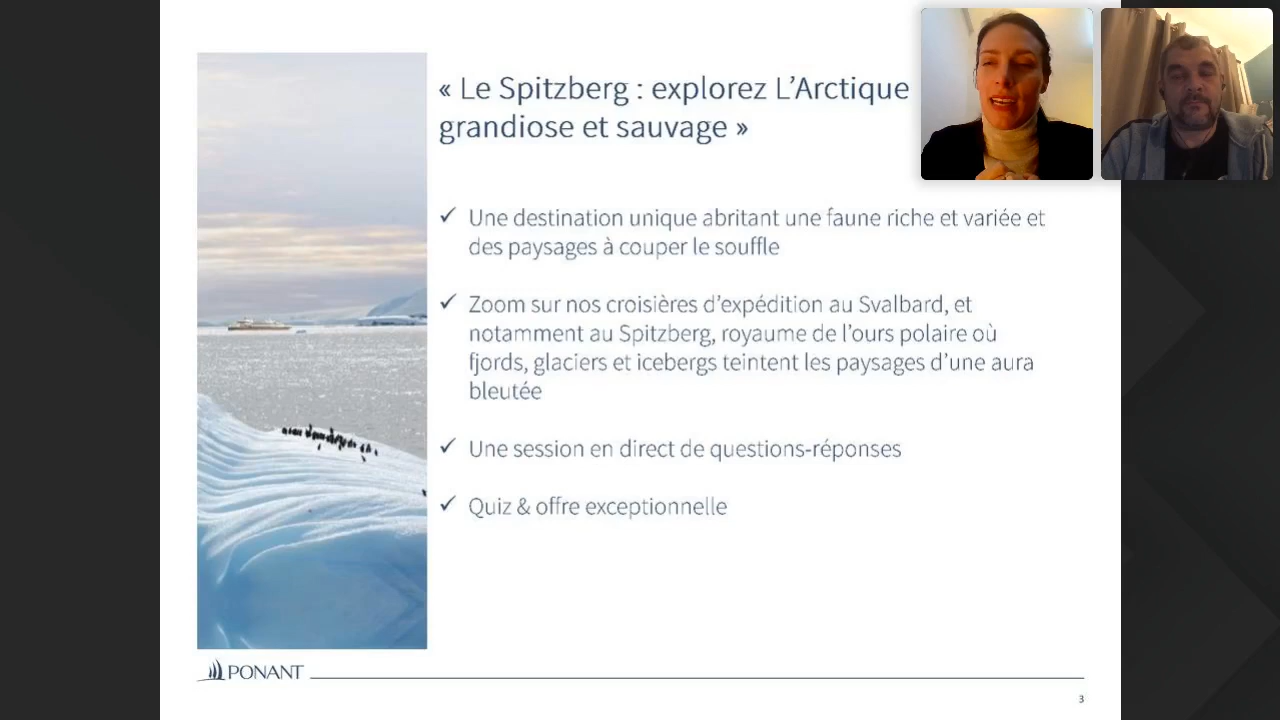 « Le Spitzberg : explorez L’Arctique
grandiose et sauvage »
✓ Une destination unique abritant une faune riche et variée et
des paysages à couper le souffle
✓ Zoom sur nos croisières d’expédition au Svalbard, et
notamment au Spitzberg, royaume de l’ours polaire où
fjords, glaciers et icebergs teintent les paysages d’une aura
bleutée
✓ Une session en direct de questions-réponses
✓ Quiz & offre exceptionnelle
PONANT
3